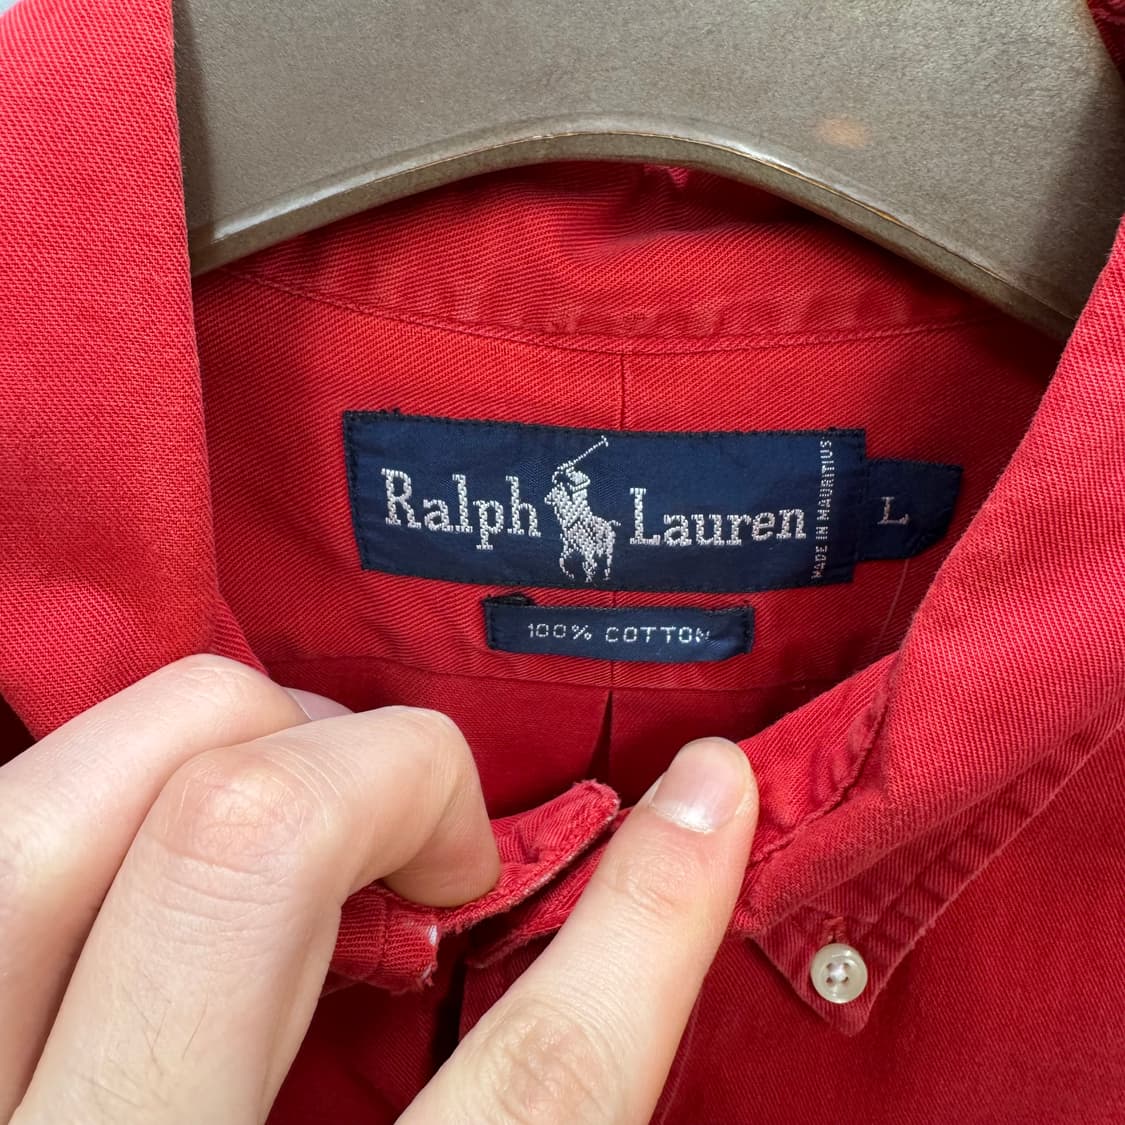 Ralph Lauren
MADE IN MAURITIUS
L
100% COTTON